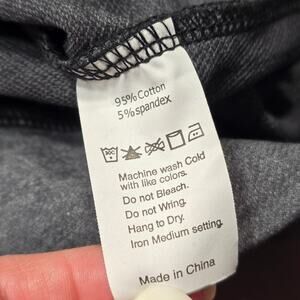 95%Cotton
5%spandex
Machine wash Cold
with like colors.
Do not Bleach.
Do not Wring.
Hang to Dry.
Iron Medium setting.
Made in China